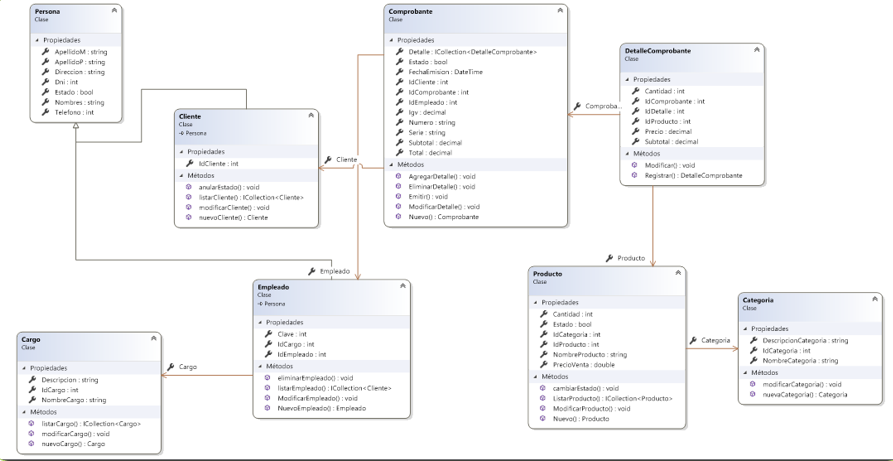 Persona
Clase
Propiedades
ApellidoM : string
ApellidoP : string
Direccion : string
Dni : int
Estado : bool
Nombres : string
Telefono : int
Cliente
Clase
Persona
Propiedades
IdCliente : int
Métodos
anularEstado() : void
listarCliente() : ICollection<Cliente>
modificarCliente() : void
nuevoCliente() : Cliente
Cliente
Comprobante
Clase
Propiedades
Detalle : ICollection<DetalleComprobante>
Estado : bool
FechaEmision : DateTime
IdCliente : int
IdComprobante : int
IdEmpleado : int
Igv : decimal
Numero : string
Serie : string
Subtotal : decimal
Total : decimal
Métodos
AgregarDetalle() : void
EliminarDetalle() : void
Emitir() : void
ModificarDetalle() : void
Nuevo() : Comprobante
Comproba...
DetalleComprobante
Clase
Propiedades
Cantidad : int
IdComprobante : int
IdDetalle : int
IdProducto : int
Precio : decimal
Subtotal : decimal
Métodos
Modificar() : void
Registrar() : DetalleComprobante
Empleado
Empleado
Clase
Persona
Propiedades
Clave : int
IdCargo : int
IdEmpleado : int
Métodos
eliminarEmpleado() : void
listarEmpleado() : ICollection<Cliente>
ModificarEmpleado() : void
NuevoEmpleado() : Empleado
Cargo
Cargo
Clase
Propiedades
Descripcion : string
IdCargo : int
NombreCargo : string
Métodos
listarCargo() : ICollection<Cargo>
modificarCargo() : void
nuevoCargo() : Cargo
Producto
Producto
Clase
Propiedades
Cantidad : int
Estado : bool
IdCategoria : int
IdProducto : int
NombreProducto : string
PrecioVenta : double
Métodos
cambiarEstado() : void
ListarProducto() : ICollection<Producto>
ModificarProducto() : void
Nuevo() : Producto
Categoria
Categoria
Clase
Propiedades
DescripcionCategoria : string
IdCategoria : int
NombreCategoria : string
Métodos
modificarCategoria() : void
nuevaCategoria() : Categoria